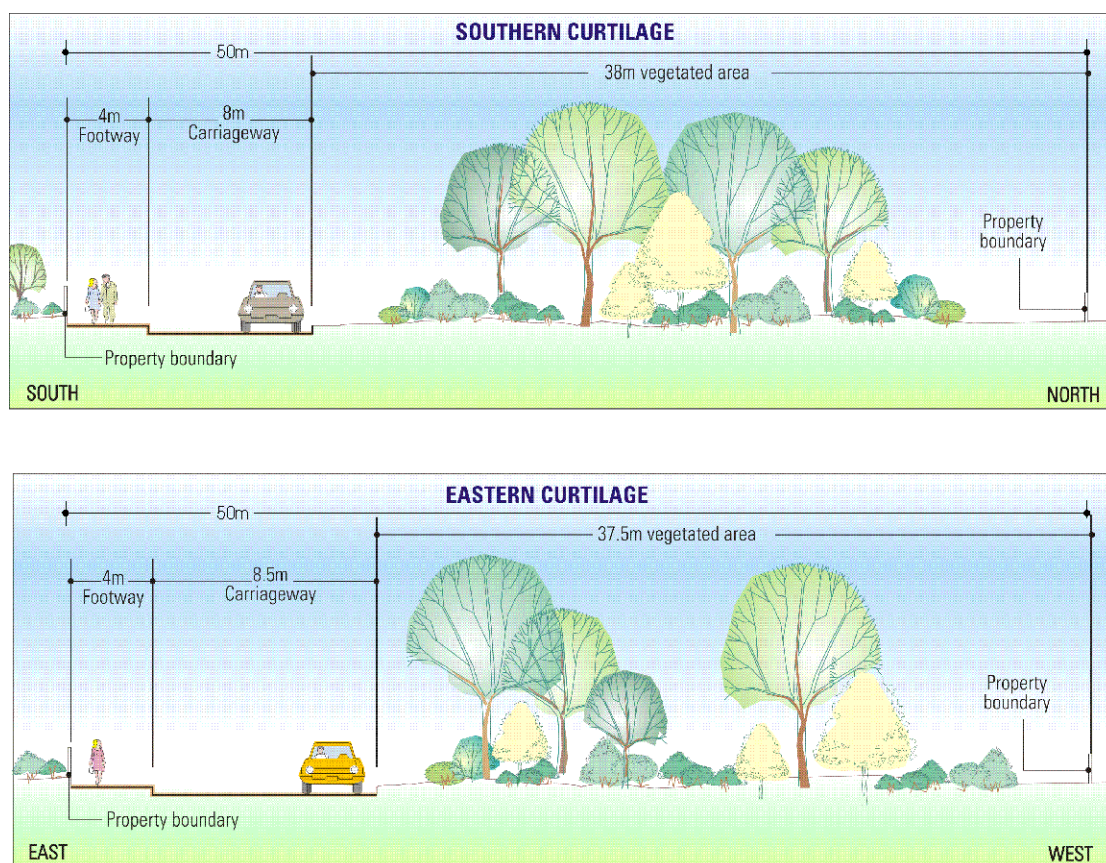 SOUTHERN CURTILAGE
50m
38m vegetated area
4m
Footway
8m
Carriageway
Property
boundary
Property boundary
SOUTH
NORTH
EASTERN CURTILAGE
50m
37.5m vegetated area
4m
Footway
8.5m
Carriageway
Property
boundary
Property boundary
EAST
WEST